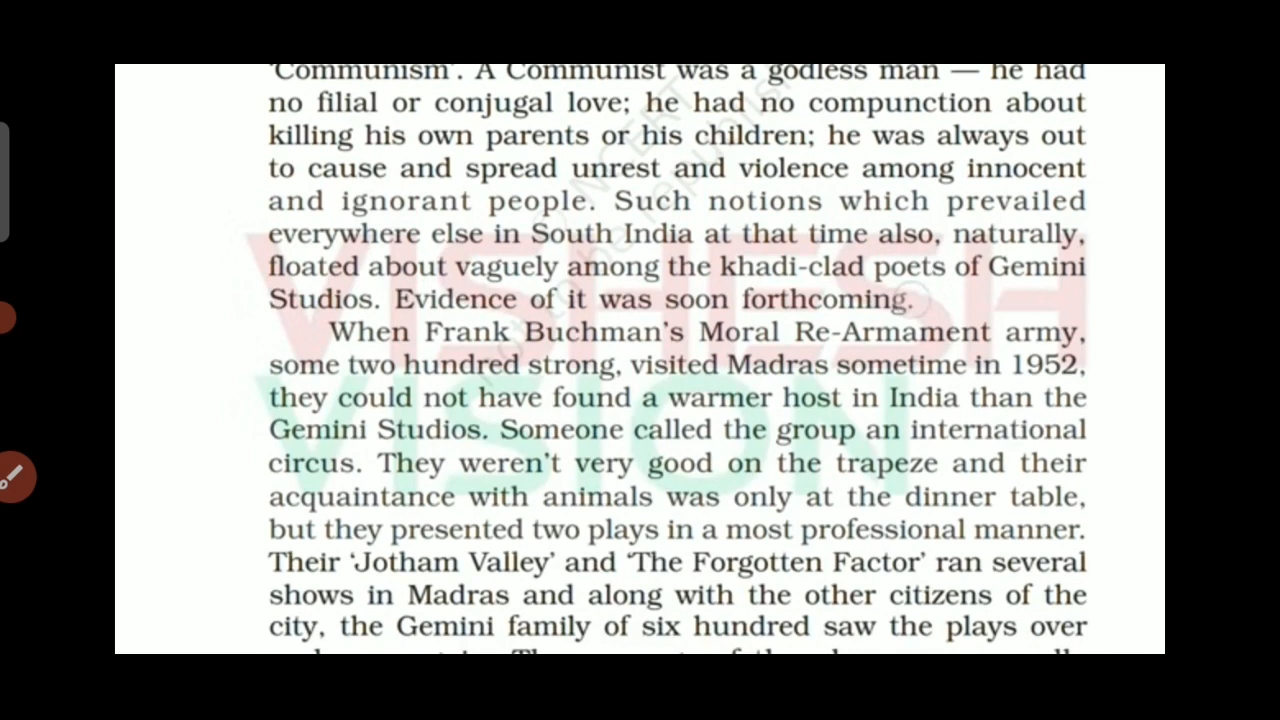 'Communism'. A Communist was a godless man — he had
no filial or conjugal love; he had no compunction about
killing his own parents or his children; he was always out
to cause and spread unrest and violence among innocent
and ignorant people. Such notions which prevailed
everywhere else in South India at that time also, naturally,
floated about vaguely among the khadi-clad poets of Gemini
Studios. Evidence of it was soon forthcoming.
When Frank Buchman's Moral Re-Armament army,
some two hundred strong, visited Madras sometime in 1952,
they could not have found a warmer host in India than the
Gemini Studios. Someone called the group an international
circus. They weren't very good on the trapeze and their
acquaintance with animals was only at the dinner table,
but they presented two plays in a most professional manner.
Their 'Jotham Valley' and 'The Forgotten Factor' ran several
shows in Madras and along with the other citizens of the
city, the Gemini family of six hundred saw the plays over
VISHESH
VISION